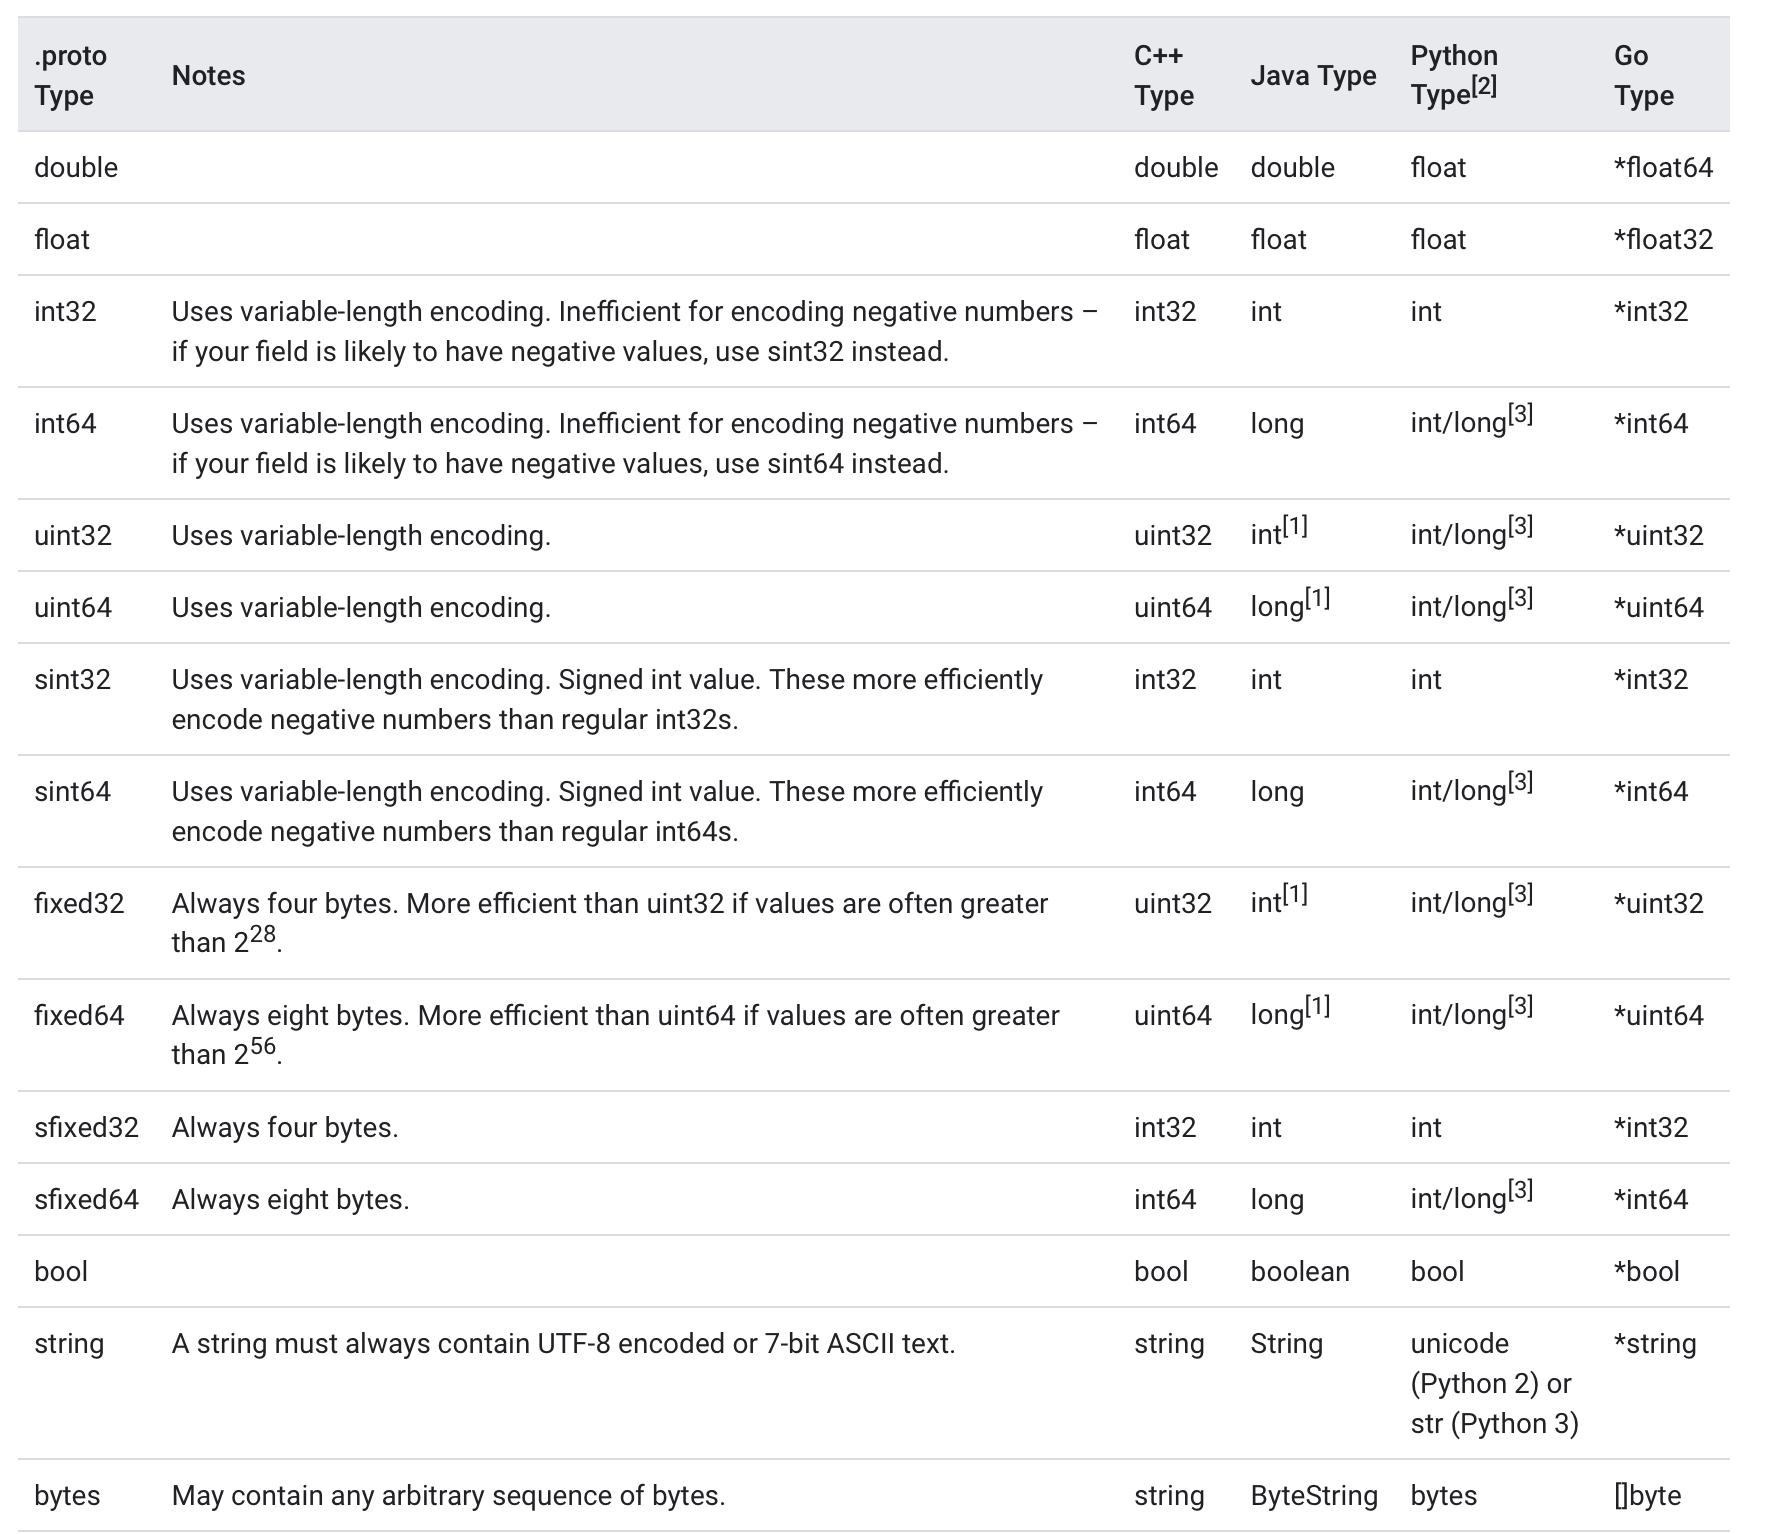 .proto Type Notes C++ Type Java Type Python Type[2] Go Type
double double double float *float64
float float float float *float32
int32 Uses variable-length encoding. Inefficient for encoding negative numbers – int32 int int *int32
if your field is likely to have negative values, use sint32 instead.
int64 Uses variable-length encoding. Inefficient for encoding negative numbers – int64 long int/long[3] *int64
if your field is likely to have negative values, use sint64 instead.
uint32 Uses variable-length encoding. uint32 int[1] int/long[3] *uint32
uint64 Uses variable-length encoding. uint64 long[1] int/long[3] *uint64
sint32 Uses variable-length encoding. Signed int value. These more efficiently int32 int int *int32
encode negative numbers than regular int32s.
sint64 Uses variable-length encoding. Signed int value. These more efficiently int64 long int/long[3] *int64
encode negative numbers than regular int64s.
fixed32 Always four bytes. More efficient than uint32 if values are often greater uint32 int[1] int/long[3] *uint32
than 2^28.
fixed64 Always eight bytes. More efficient than uint64 if values are often greater uint64 long[1] int/long[3] *uint64
than 2^56.
sfixed32 Always four bytes. int32 int int *int32
sfixed64 Always eight bytes. int64 long int/long[3] *int64
bool bool boolean bool *bool
string A string must always contain UTF-8 encoded or 7-bit ASCII text. string String unicode *string
(Python 2) or
str (Python 3)
bytes May contain any arbitrary sequence of bytes. string ByteString bytes []byte